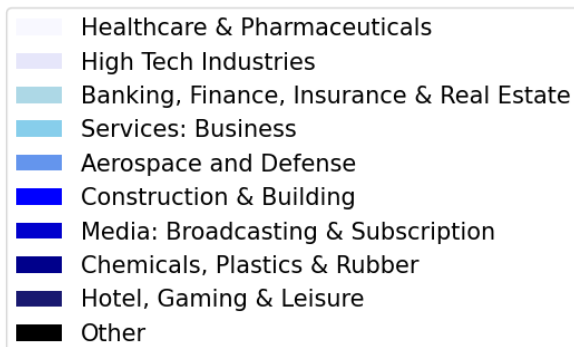 Healthcare & Pharmaceuticals
High Tech Industries
Banking, Finance, Insurance & Real Estate
Services: Business
Aerospace and Defense
Construction & Building
Media: Broadcasting & Subscription
Chemicals, Plastics & Rubber
Hotel, Gaming & Leisure
Other